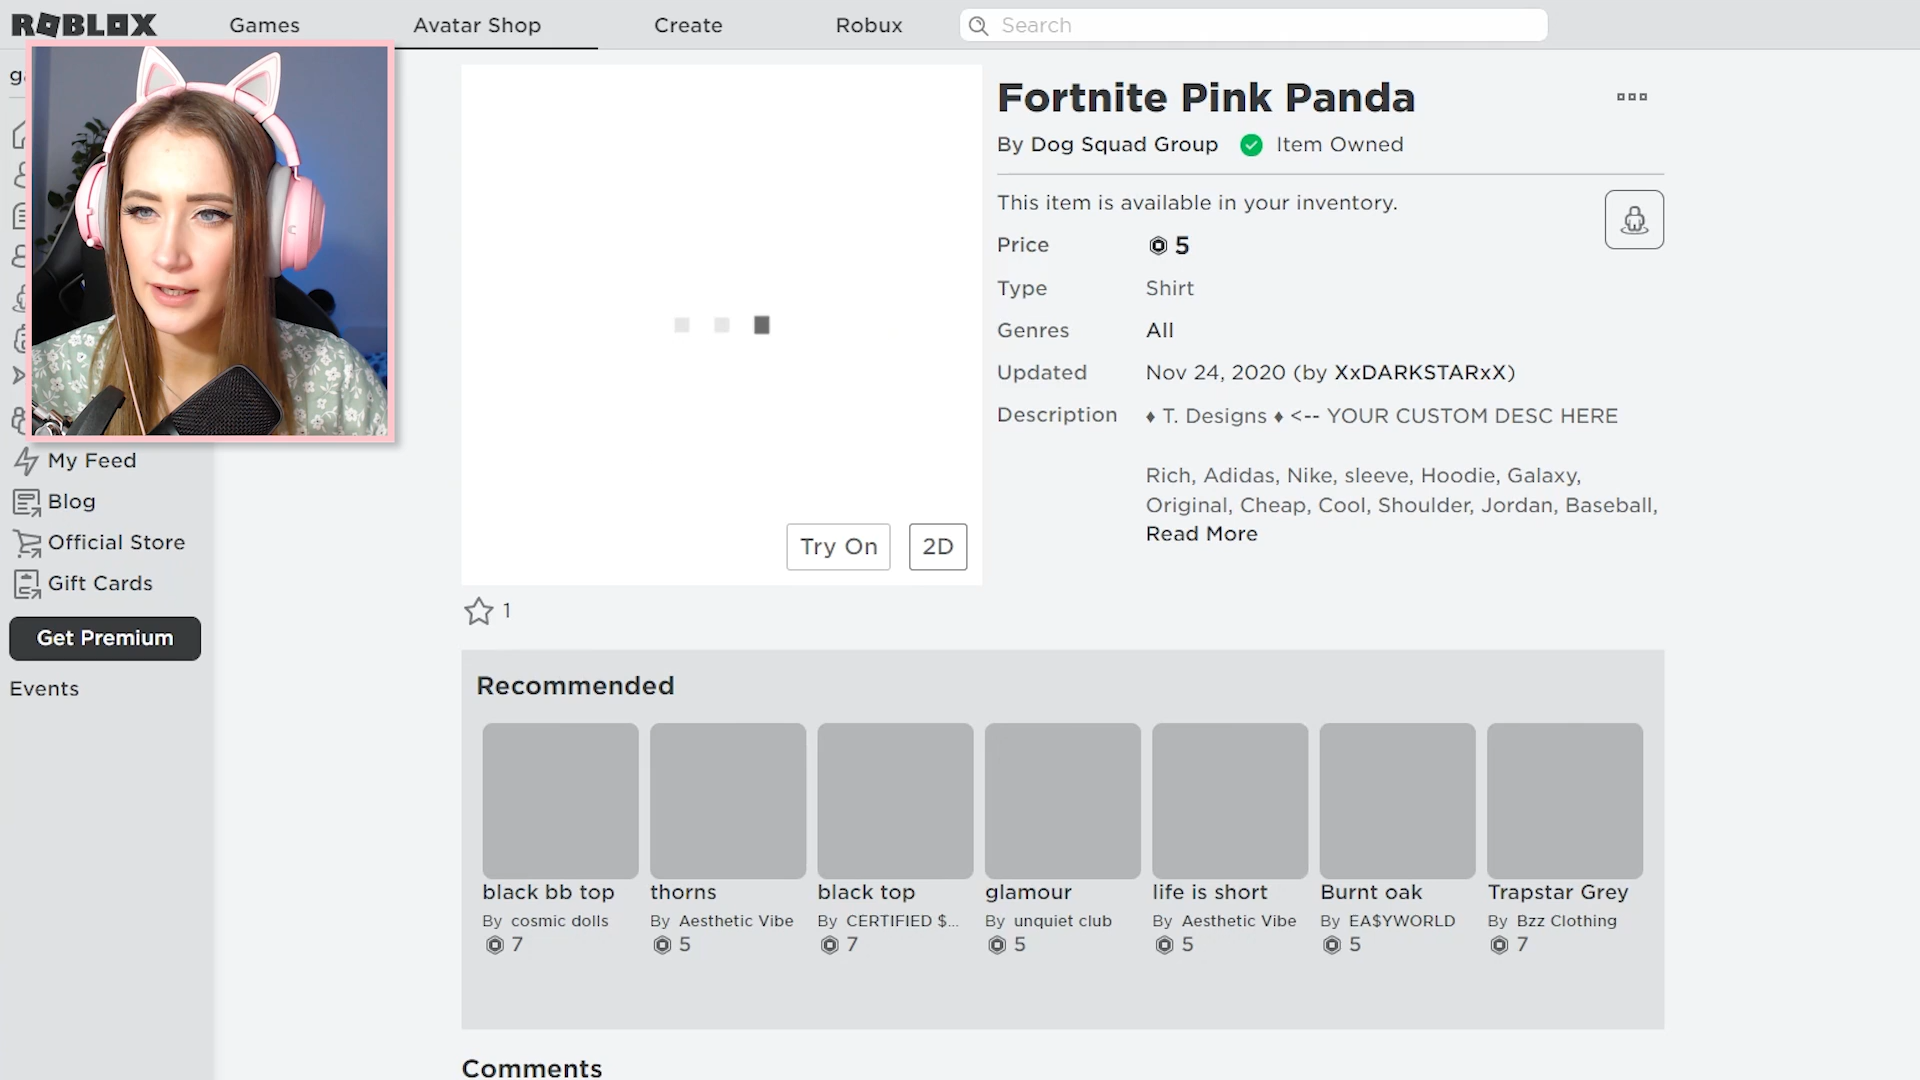 ROBLOX
Games
Avatar Shop
Create
Robux
Search
My Feed
Blog
Official Store
Gift Cards
Get Premium
Events
Try On
2D
1
Fortnite Pink Panda
By Dog Squad Group Item Owned
This item is available in your inventory.
Price 5
Type Shirt
Genres All
Updated Nov 24, 2020 (by XxDARKSTARxX)
Description ♦ T. Designs ♦ <-- YOUR CUSTOM DESC HERE
Rich, Adidas, Nike, sleeve, Hoodie, Galaxy,
Original, Cheap, Cool, Shoulder, Jordan, Baseball,
Read More
Recommended
black bb top
By cosmic dolls
7
thorns
By Aesthetic Vibe
5
black top
By CERTIFIED $...
7
glamour
By unquiet club
5
life is short
By Aesthetic Vibe
5
Burnt oak
By EA$YWORLD
5
Trapstar Grey
By Bzz Clothing
7
Comments